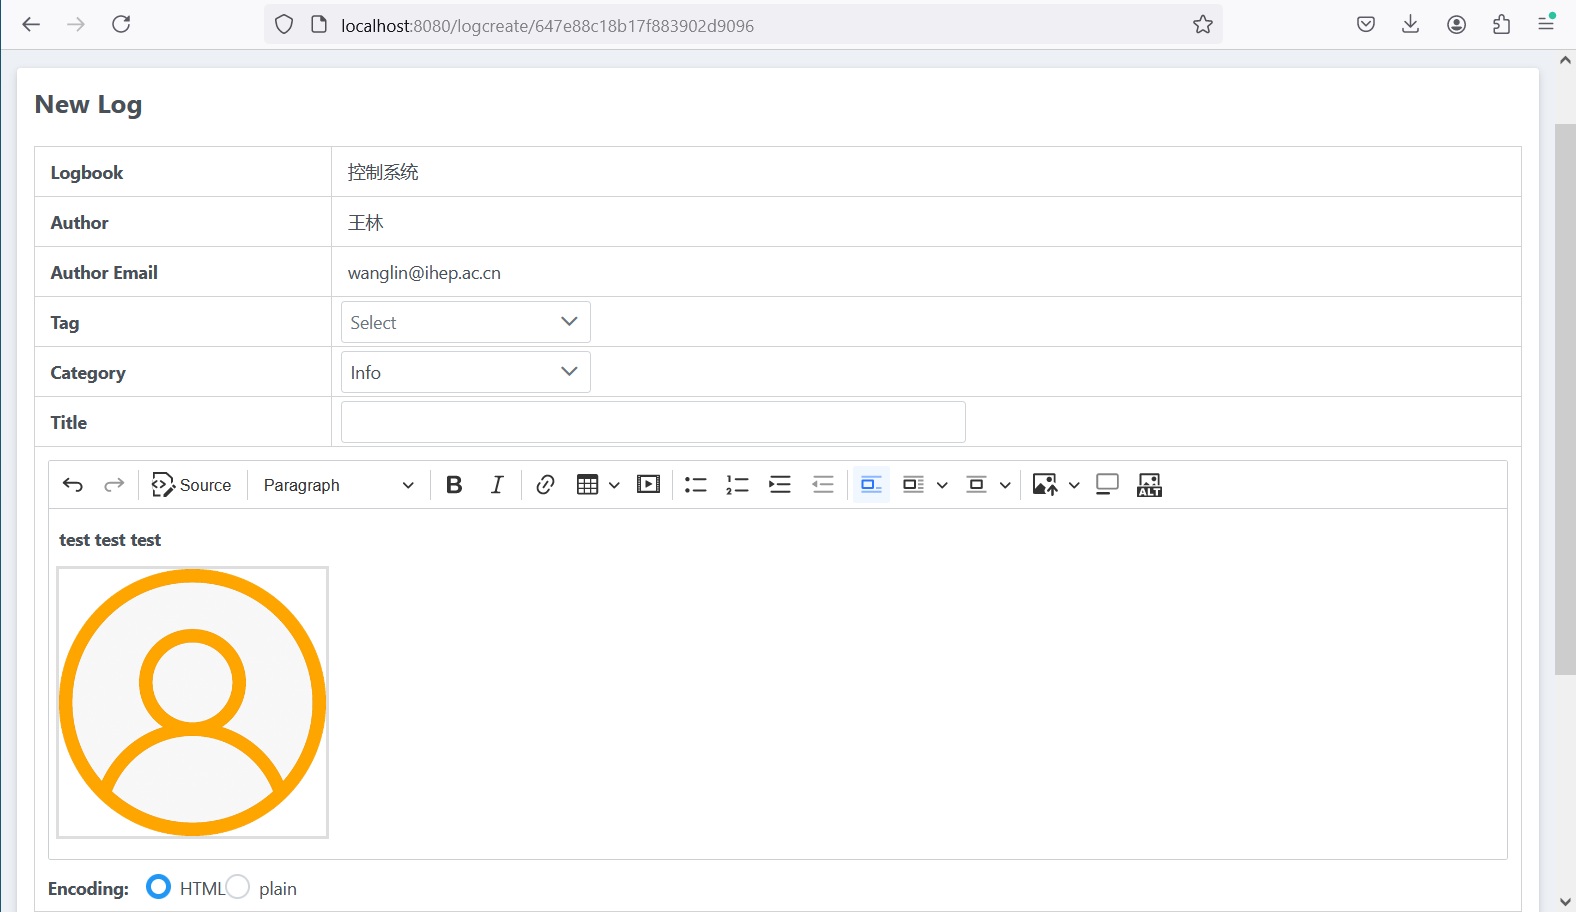 localhost:8080/logcreate/647e88c18b17f883902d9096
New Log
Logbook 控制系统
Author 王林
Author Email wanglin@ihep.ac.cn
Tag Select
Category Info
Title
Source Paragraph B I ALT
test test test
Encoding: HTML plain